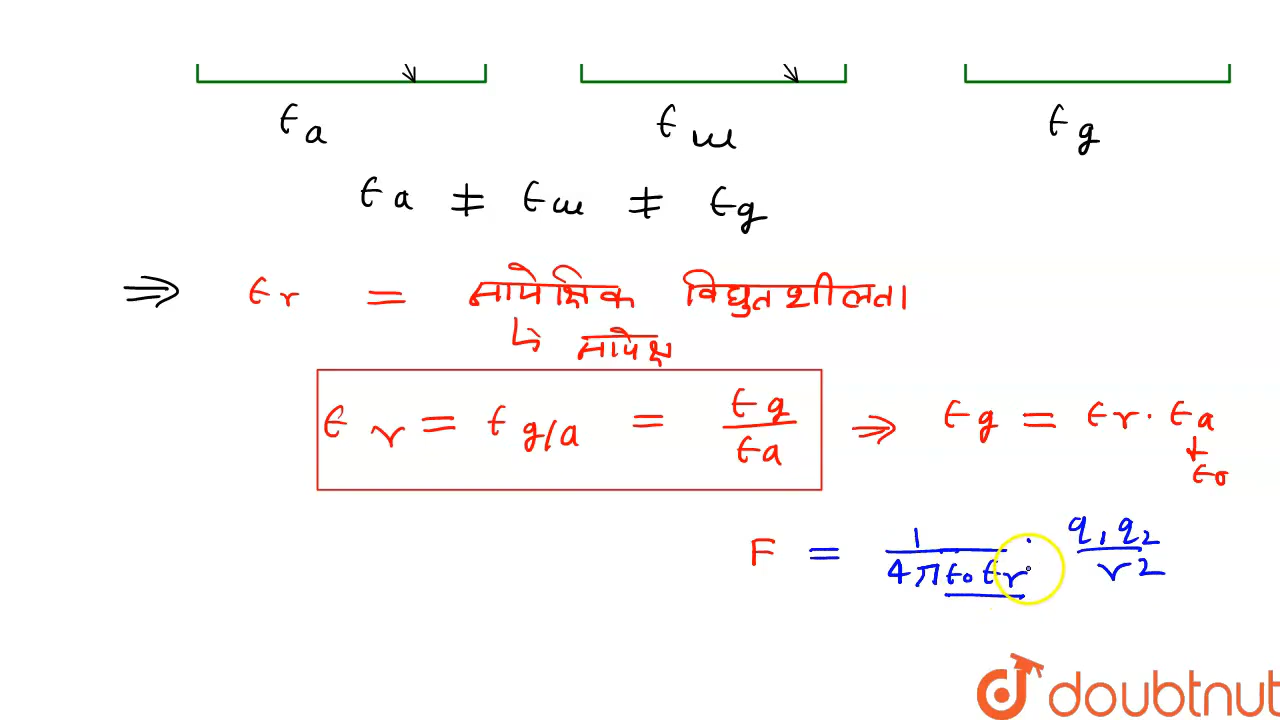 ϵa ϵw ϵg
ϵa ≠ ϵw ≠ ϵg
⇒ ϵr = सापेक्षिक विद्युतशीलता
↳ सापेक्ष
ϵr = ϵg/a = ϵg/ϵa ⇒ ϵg = ϵr · ϵa
↓
ϵ0
F = 1/4πϵ0ϵr · q1q2/r2
doubtnut